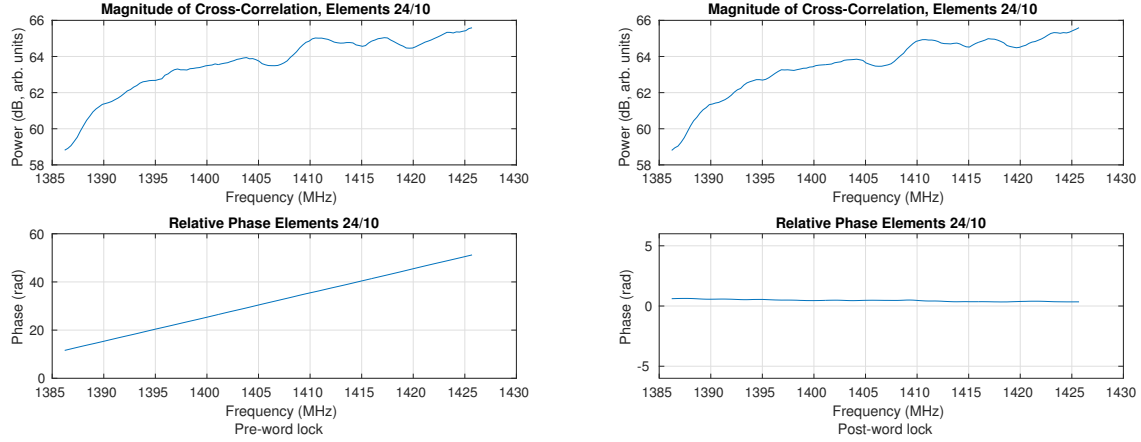 Magnitude of Cross-Correlation, Elements 24/10
Power (dB, arb. units)
66
64
62
60
58
1385 1390 1395 1400 1405 1410 1415 1420 1425 1430
Frequency (MHz)
Relative Phase Elements 24/10
Phase (rad)
60
40
20
0
1385 1390 1395 1400 1405 1410 1415 1420 1425 1430
Frequency (MHz)
Pre-word lock
Magnitude of Cross-Correlation, Elements 24/10
Power (dB, arb. units)
66
64
62
60
58
1385 1390 1395 1400 1405 1410 1415 1420 1425 1430
Frequency (MHz)
Relative Phase Elements 24/10
Phase (rad)
5
0
-5
1385 1390 1395 1400 1405 1410 1415 1420 1425 1430
Frequency (MHz)
Post-word lock